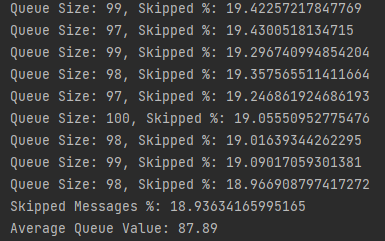 Queue Size: 99, Skipped %: 19.42257217847769
Queue Size: 97, Skipped %: 19.4300518134715
Queue Size: 99, Skipped %: 19.296740994854204
Queue Size: 98, Skipped %: 19.357565511411664
Queue Size: 97, Skipped %: 19.246861924686193
Queue Size: 100, Skipped %: 19.05550952775476
Queue Size: 98, Skipped %: 19.01639344262295
Queue Size: 99, Skipped %: 19.09017059301381
Queue Size: 98, Skipped %: 18.966908797417272
Skipped Messages %: 18.93634165995165
Average Queue Value: 87.89